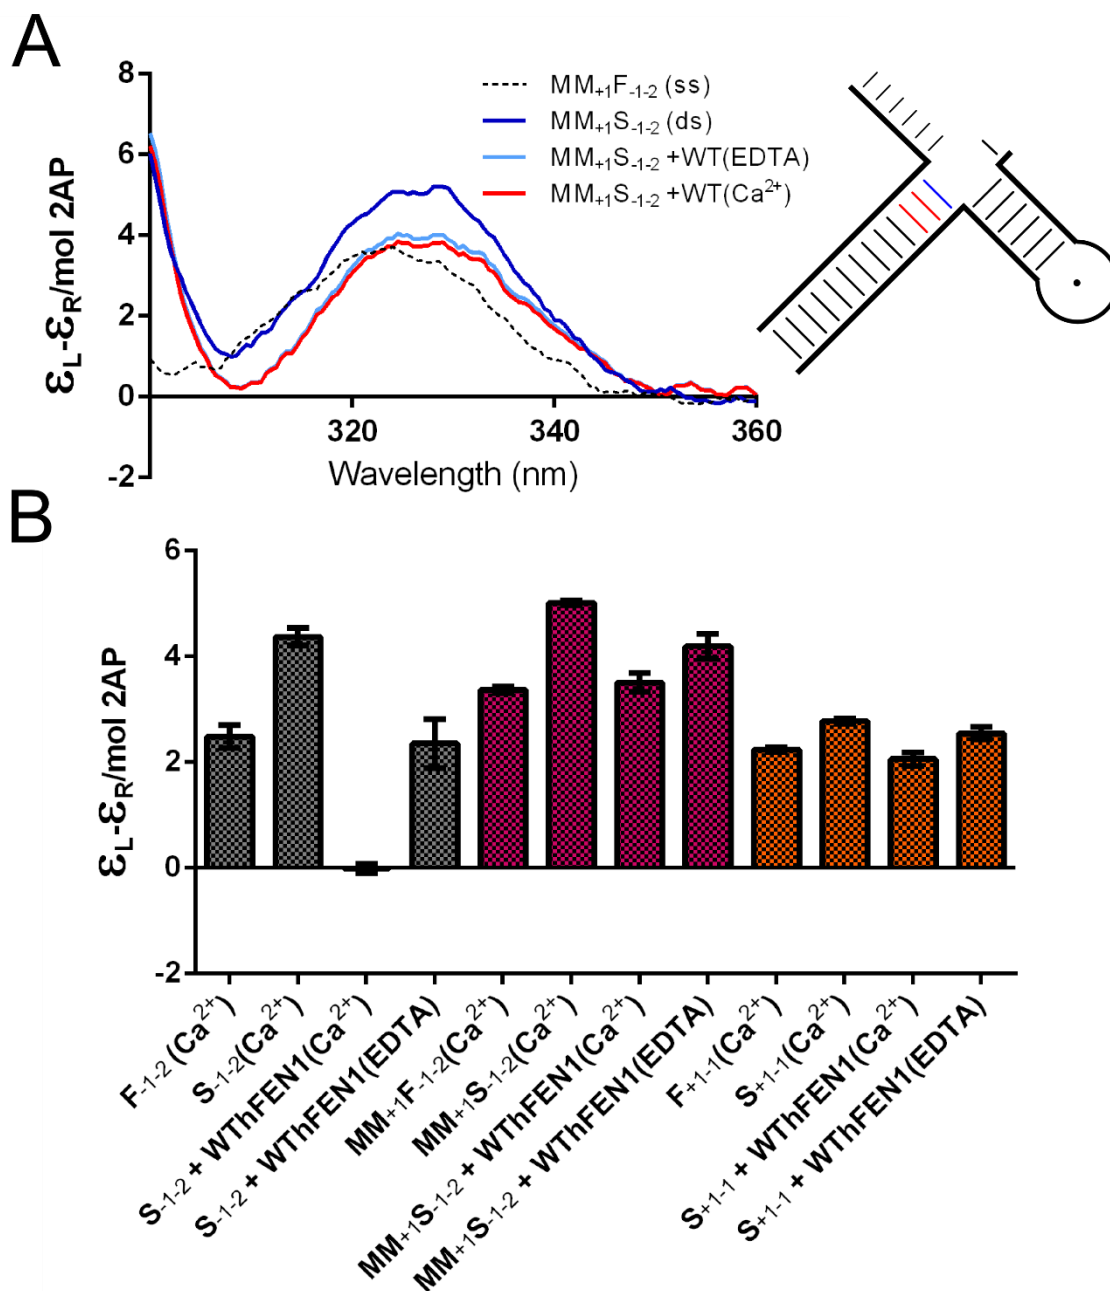 A
8
6
4
2
0
-2
εL-εR/mol 2AP
MM+1F-1-2 (ss)
MM+1S-1-2 (ds)
MM+1S-1-2 +WT(EDTA)
MM+1S-1-2 +WT(Ca2+)
320
340
360
Wavelength (nm)
B
6
4
2
0
-2
εL-εR/mol 2AP
F-1-2 (Ca2+)
S-1-2(Ca2+)
S-1-2 + WThFEN1(Ca2+)
S-1-2 + WThFEN1(EDTA)
MM+1F-1-2(Ca2+)
MM+1S-1-2(Ca2+)
MM+1S-1-2 + WThFEN1(Ca2+)
MM+1S-1-2 + WThFEN1(EDTA)
F+1-1(Ca2+)
S+1-1(Ca2+)
S+1-1 + WThFEN1(Ca2+)
S+1-1 + WThFEN1(EDTA)